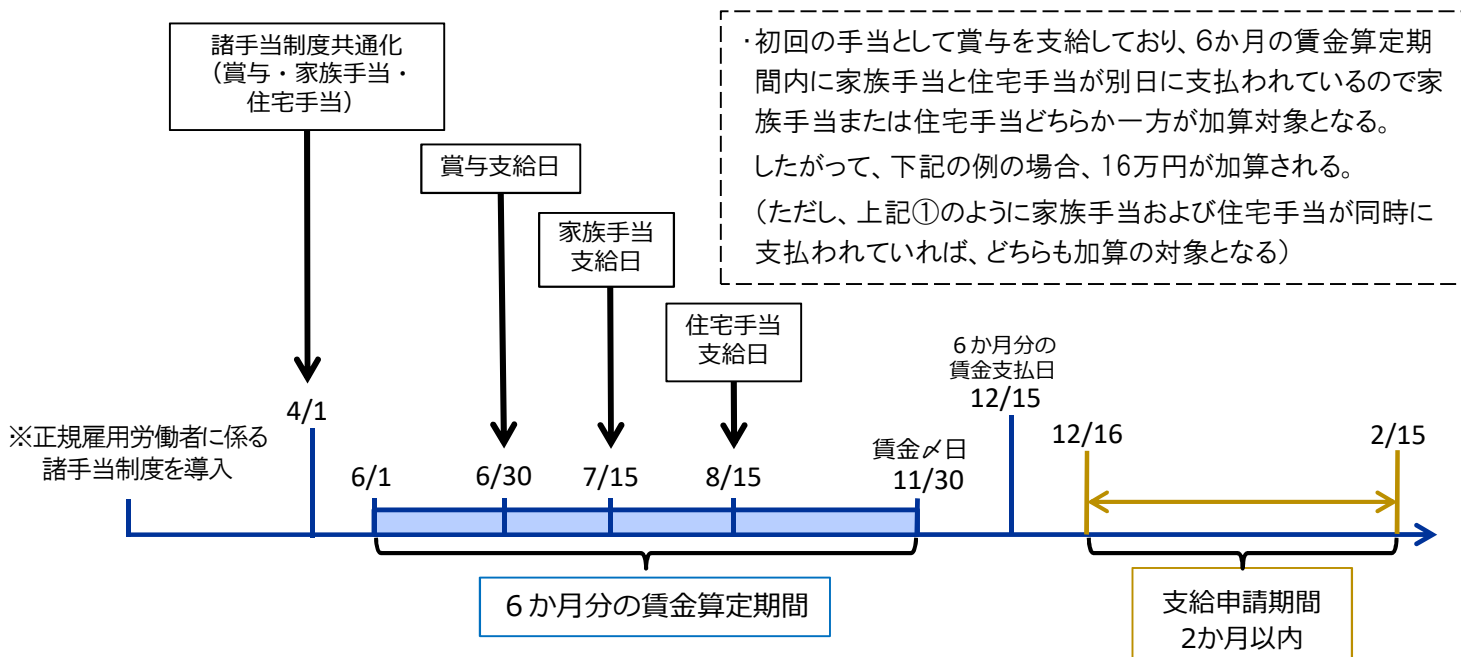 諸手当制度共通化
（賞与・家族手当・
住宅手当）
・初回の手当として賞与を支給しており、6か月の賃金算定期
間内に家族手当と住宅手当が別日に支払われているので家
族手当または住宅手当どちらか一方が加算対象となる。
したがって、下記の例の場合、16万円が加算される。
（ただし、上記①のように家族手当および住宅手当が同時に
支払われていれば、どちらも加算の対象となる）
賞与支給日
家族手当
支給日
住宅手当
支給日
６か月分の
賃金支払日
12/15
4/1
※正規雇用労働者に係る
諸手当制度を導入
6/1
6/30
7/15
8/15
賃金〆日
11/30
12/16
2/15
６か月分の賃金算定期間
支給申請期間
2か月以内